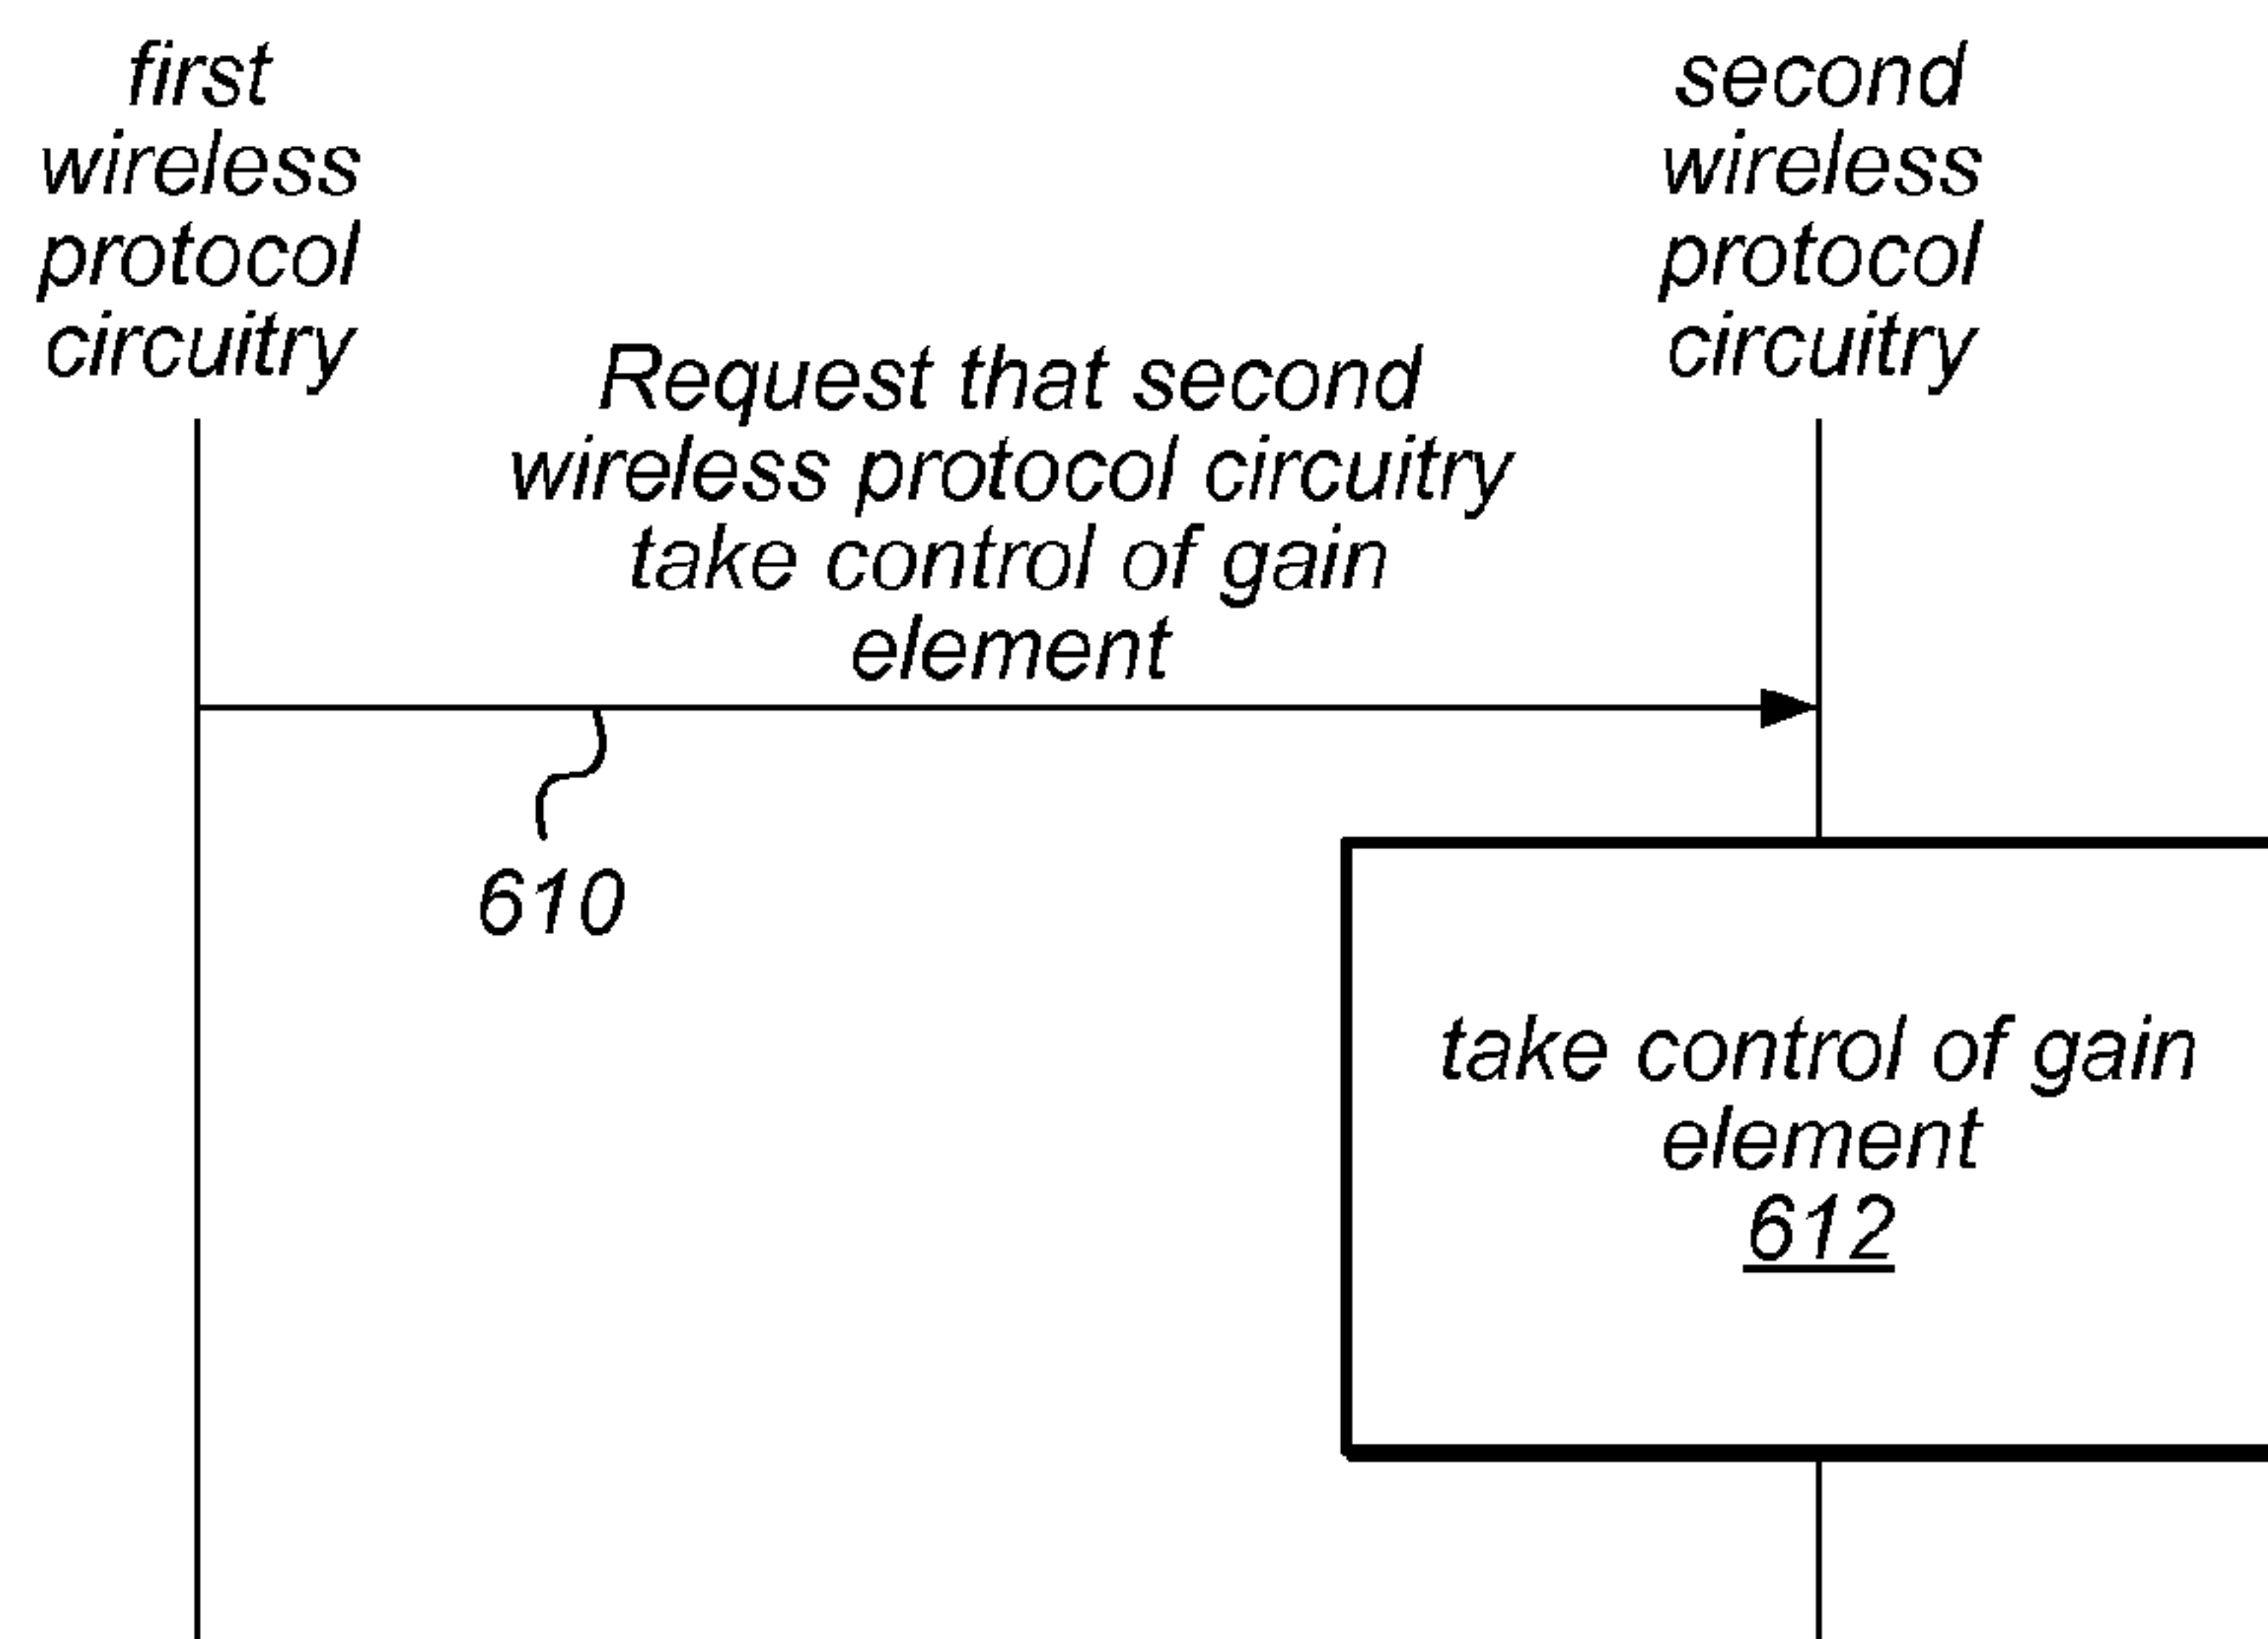 first
wireless
protocol
circuitry
second
wireless
protocol
circuitry
Request that second
wireless protocol circuitry
take control of gain
element
610
take control of gain
element
612